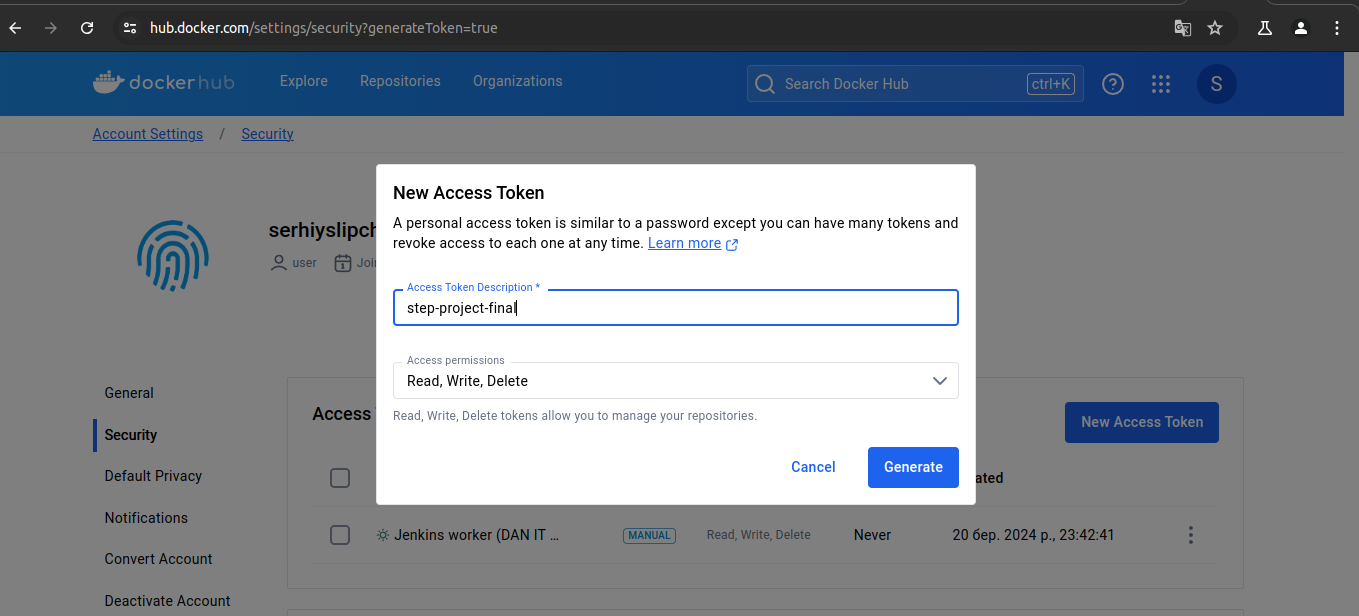 hub.docker.com/settings/security?generateToken=true
dockerhub
Explore
Repositories
Organizations
Search Docker Hub
ctrl+K
S
Account Settings / Security
serhiyslipch
user
New Access Token
A personal access token is similar to a password except you can have many tokens and
revoke access to each one at any time. Learn more
Access Token Description *
step-project-final
Access permissions
Read, Write, Delete
Read, Write, Delete tokens allow you to manage your repositories.
Cancel
Generate
General
Security
Default Privacy
Notifications
Convert Account
Deactivate Account
Access
New Access Token
Jenkins worker (DAN IT ...
MANUAL
Read, Write, Delete
Never
20 бер. 2024 р., 23:42:41